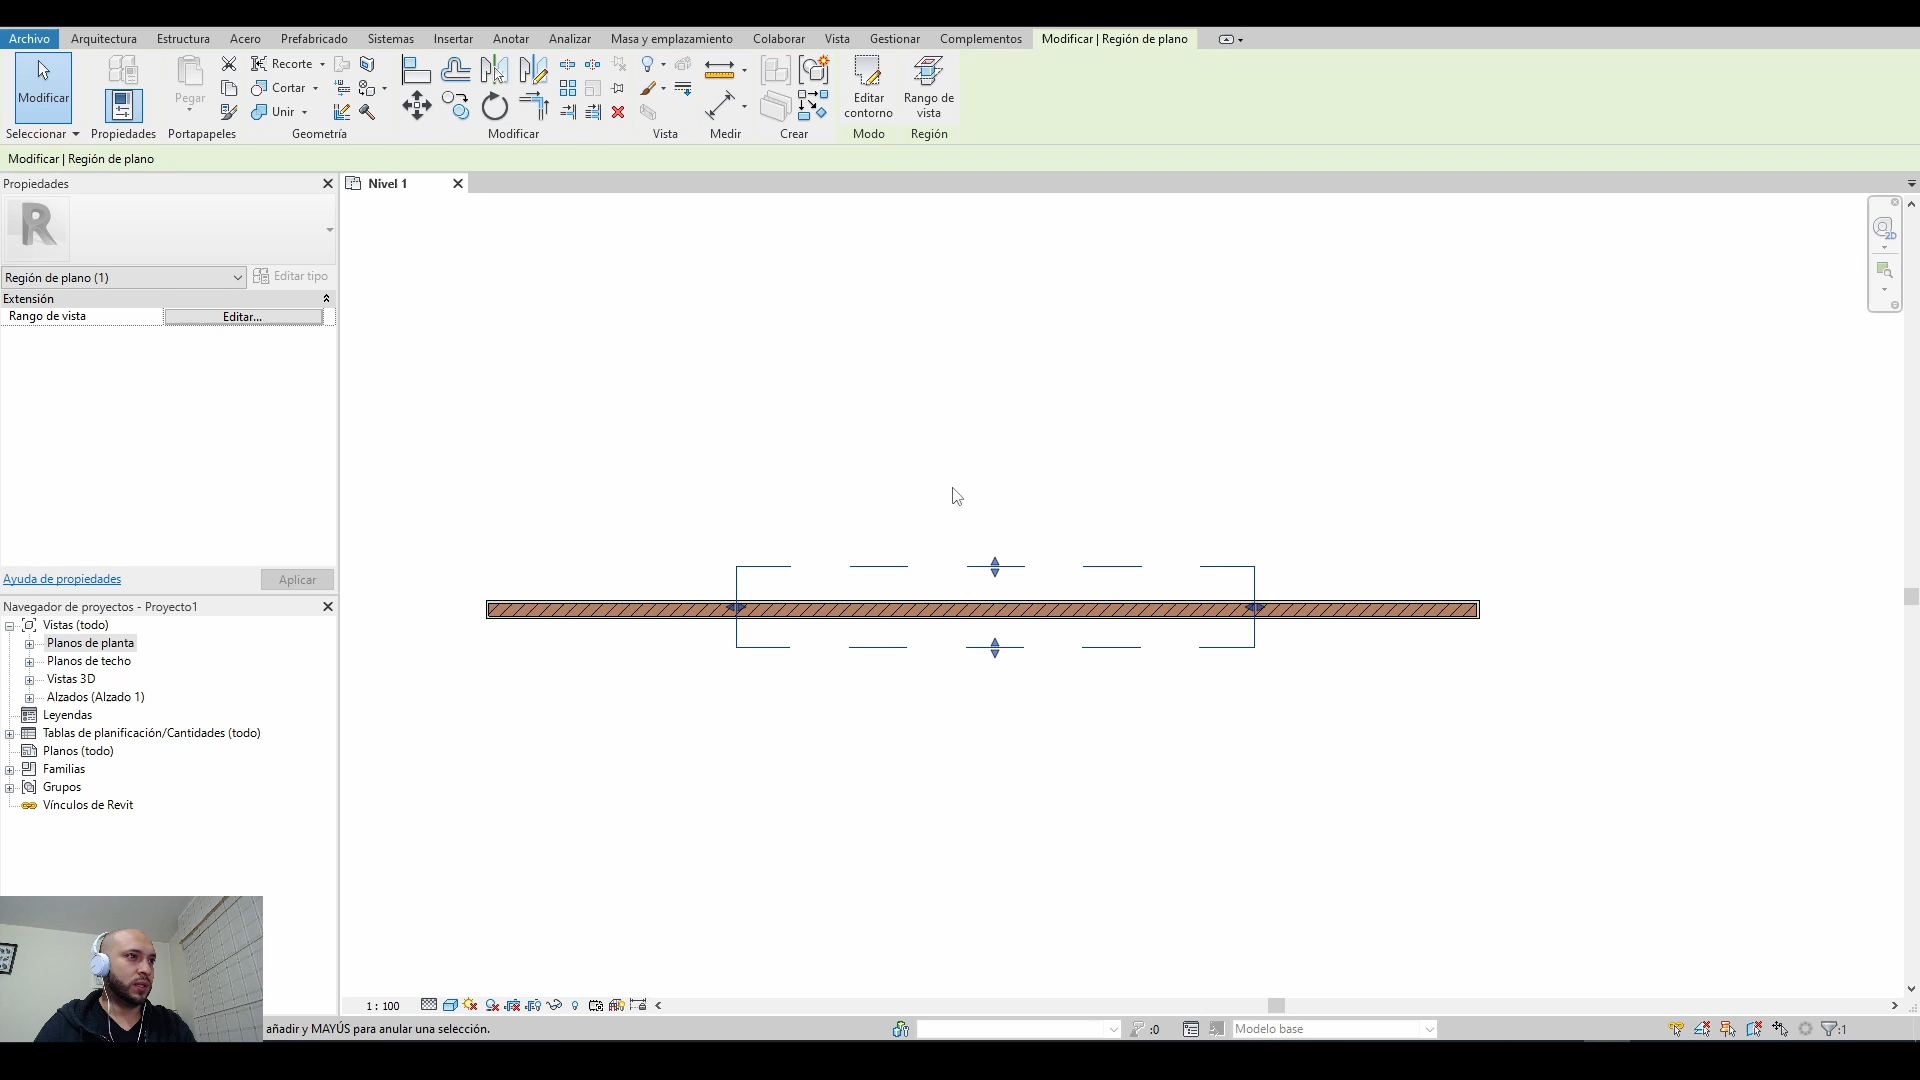 Archivo Arquitectura Estructura Acero Prefabricado Sistemas Insertar Anotar Analizar Masa y emplazamiento Colaborar Vista Gestionar Complementos Modificar | Región de plano
Modificar
Pegar
Recorte
Cortar
Unir
Editar contorno
Rango de vista
Seleccionar Propiedades Portapapeles Geometría Modificar Vista Medir Crear Modo Región
Modificar | Región de plano
Propiedades
Nivel 1
R
Región de plano (1)
Editar tipo
Extensión
Rango de vista Editar...
Ayuda de propiedades Aplicar
Navegador de proyectos - Proyecto1
Vistas (todo)
Planos de planta
Planos de techo
Vistas 3D
Alzados (Alzado 1)
Leyendas
Tablas de planificación/Cantidades (todo)
Planos (todo)
Familias
Grupos
Vínculos de Revit
2D
1 : 100
añadir y MAYÚS para anular una selección.
:0
Modelo base
:1